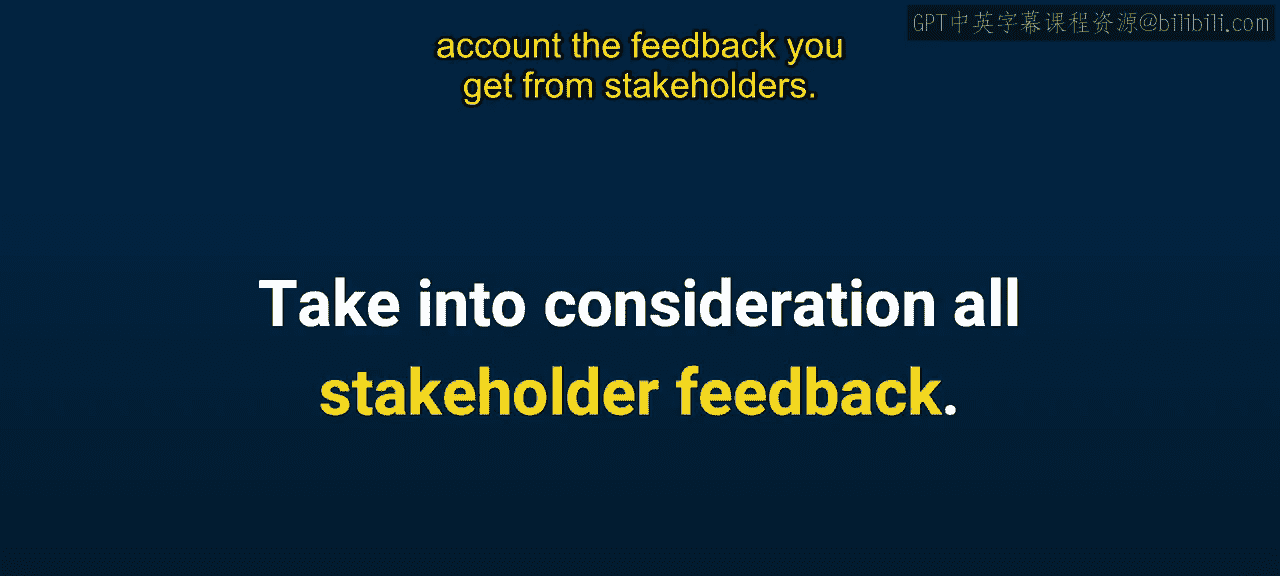 GPT中英字幕课程资源@bilibili.com
account the feedback you
get from stakeholders.
Take into consideration all
stakeholder feedback.